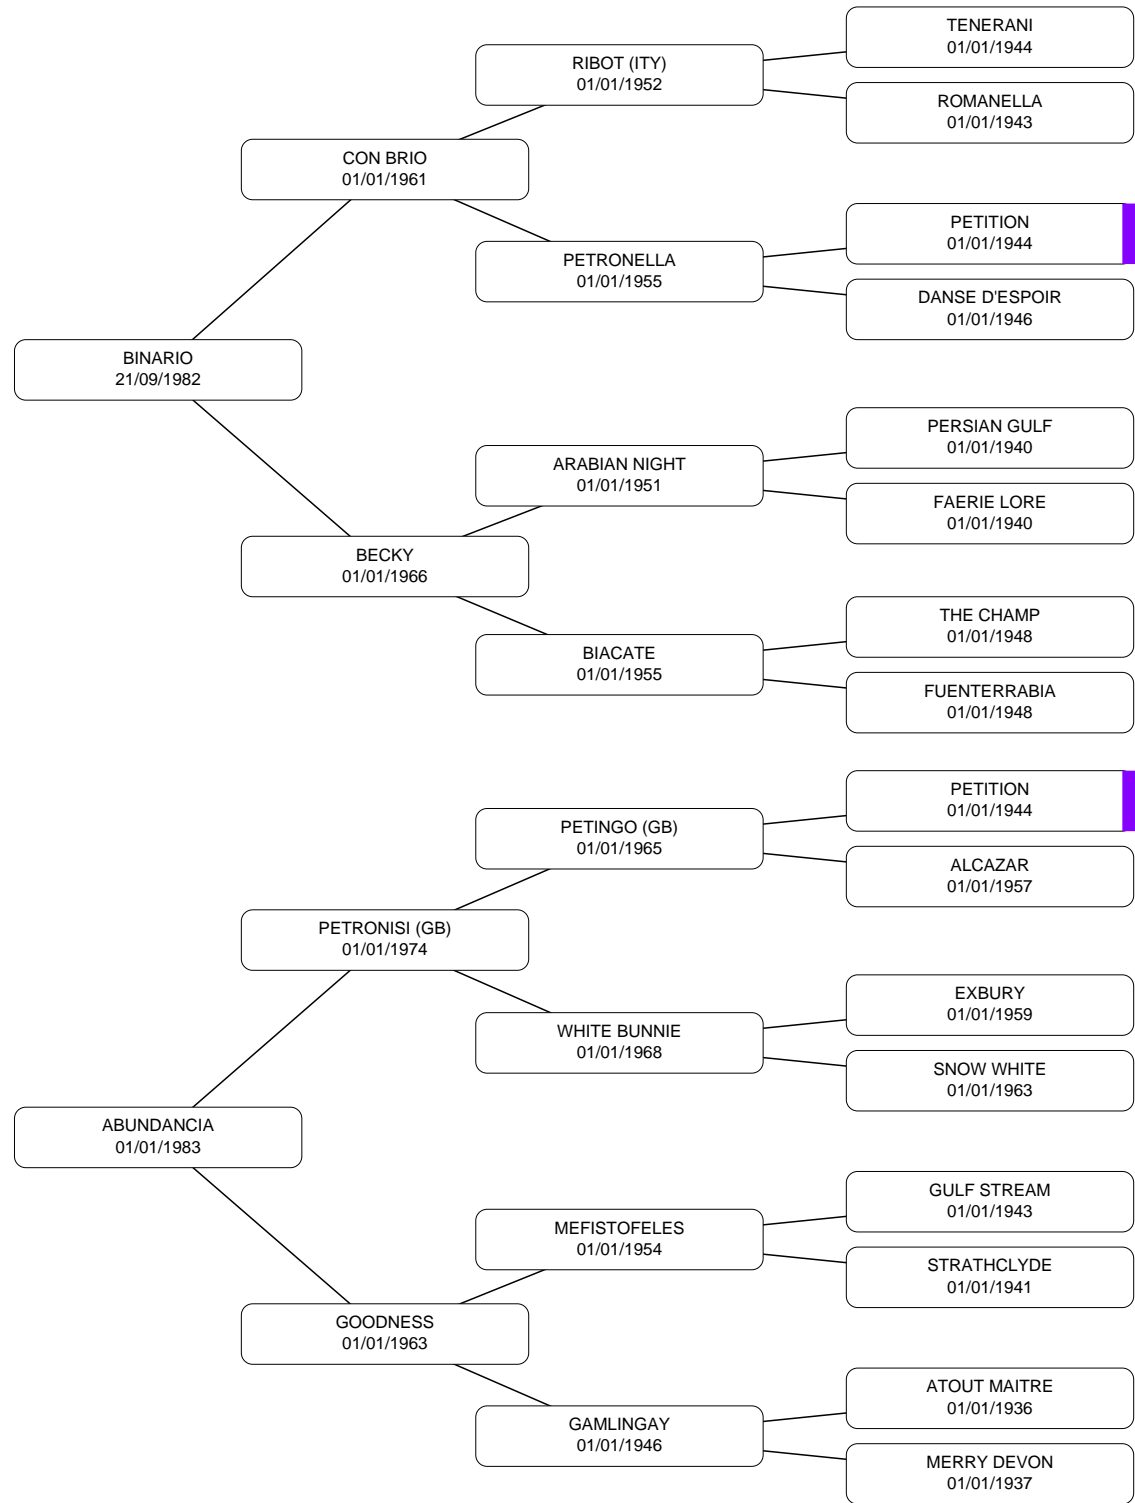 TENERANI
01/01/1944
RIBOT (ITY)
01/01/1952
ROMANELLA
01/01/1943
CON BRIO
01/01/1961
PETITION
01/01/1944
PETRONELLA
01/01/1955
DANSE D'ESPOIR
01/01/1946
BINARIO
21/09/1982
PERSIAN GULF
01/01/1940
ARABIAN NIGHT
01/01/1951
FAERIE LORE
01/01/1940
BECKY
01/01/1966
THE CHAMP
01/01/1948
BIACATE
01/01/1955
FUENTERRABIA
01/01/1948
PETITION
01/01/1944
PETINGO (GB)
01/01/1965
ALCAZAR
01/01/1957
PETRONISI (GB)
01/01/1974
EXBURY
01/01/1959
WHITE BUNNIE
01/01/1968
SNOW WHITE
01/01/1963
ABUNDANCIA
01/01/1983
GULF STREAM
01/01/1943
MEFISTOFELES
01/01/1954
STRATHCLYDE
01/01/1941
GOODNESS
01/01/1963
ATOUT MAITRE
01/01/1936
GAMLINGAY
01/01/1946
MERRY DEVON
01/01/1937